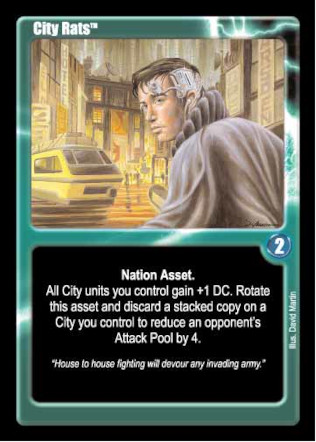 City Rats™
2
Nation Asset.
All City units you control gain +1 DC. Rotate
this asset and discard a stacked copy on a
City you control to reduce an opponent's
Attack Pool by 4.
"House to house fighting will devour any invading army."
Illus. David Martin